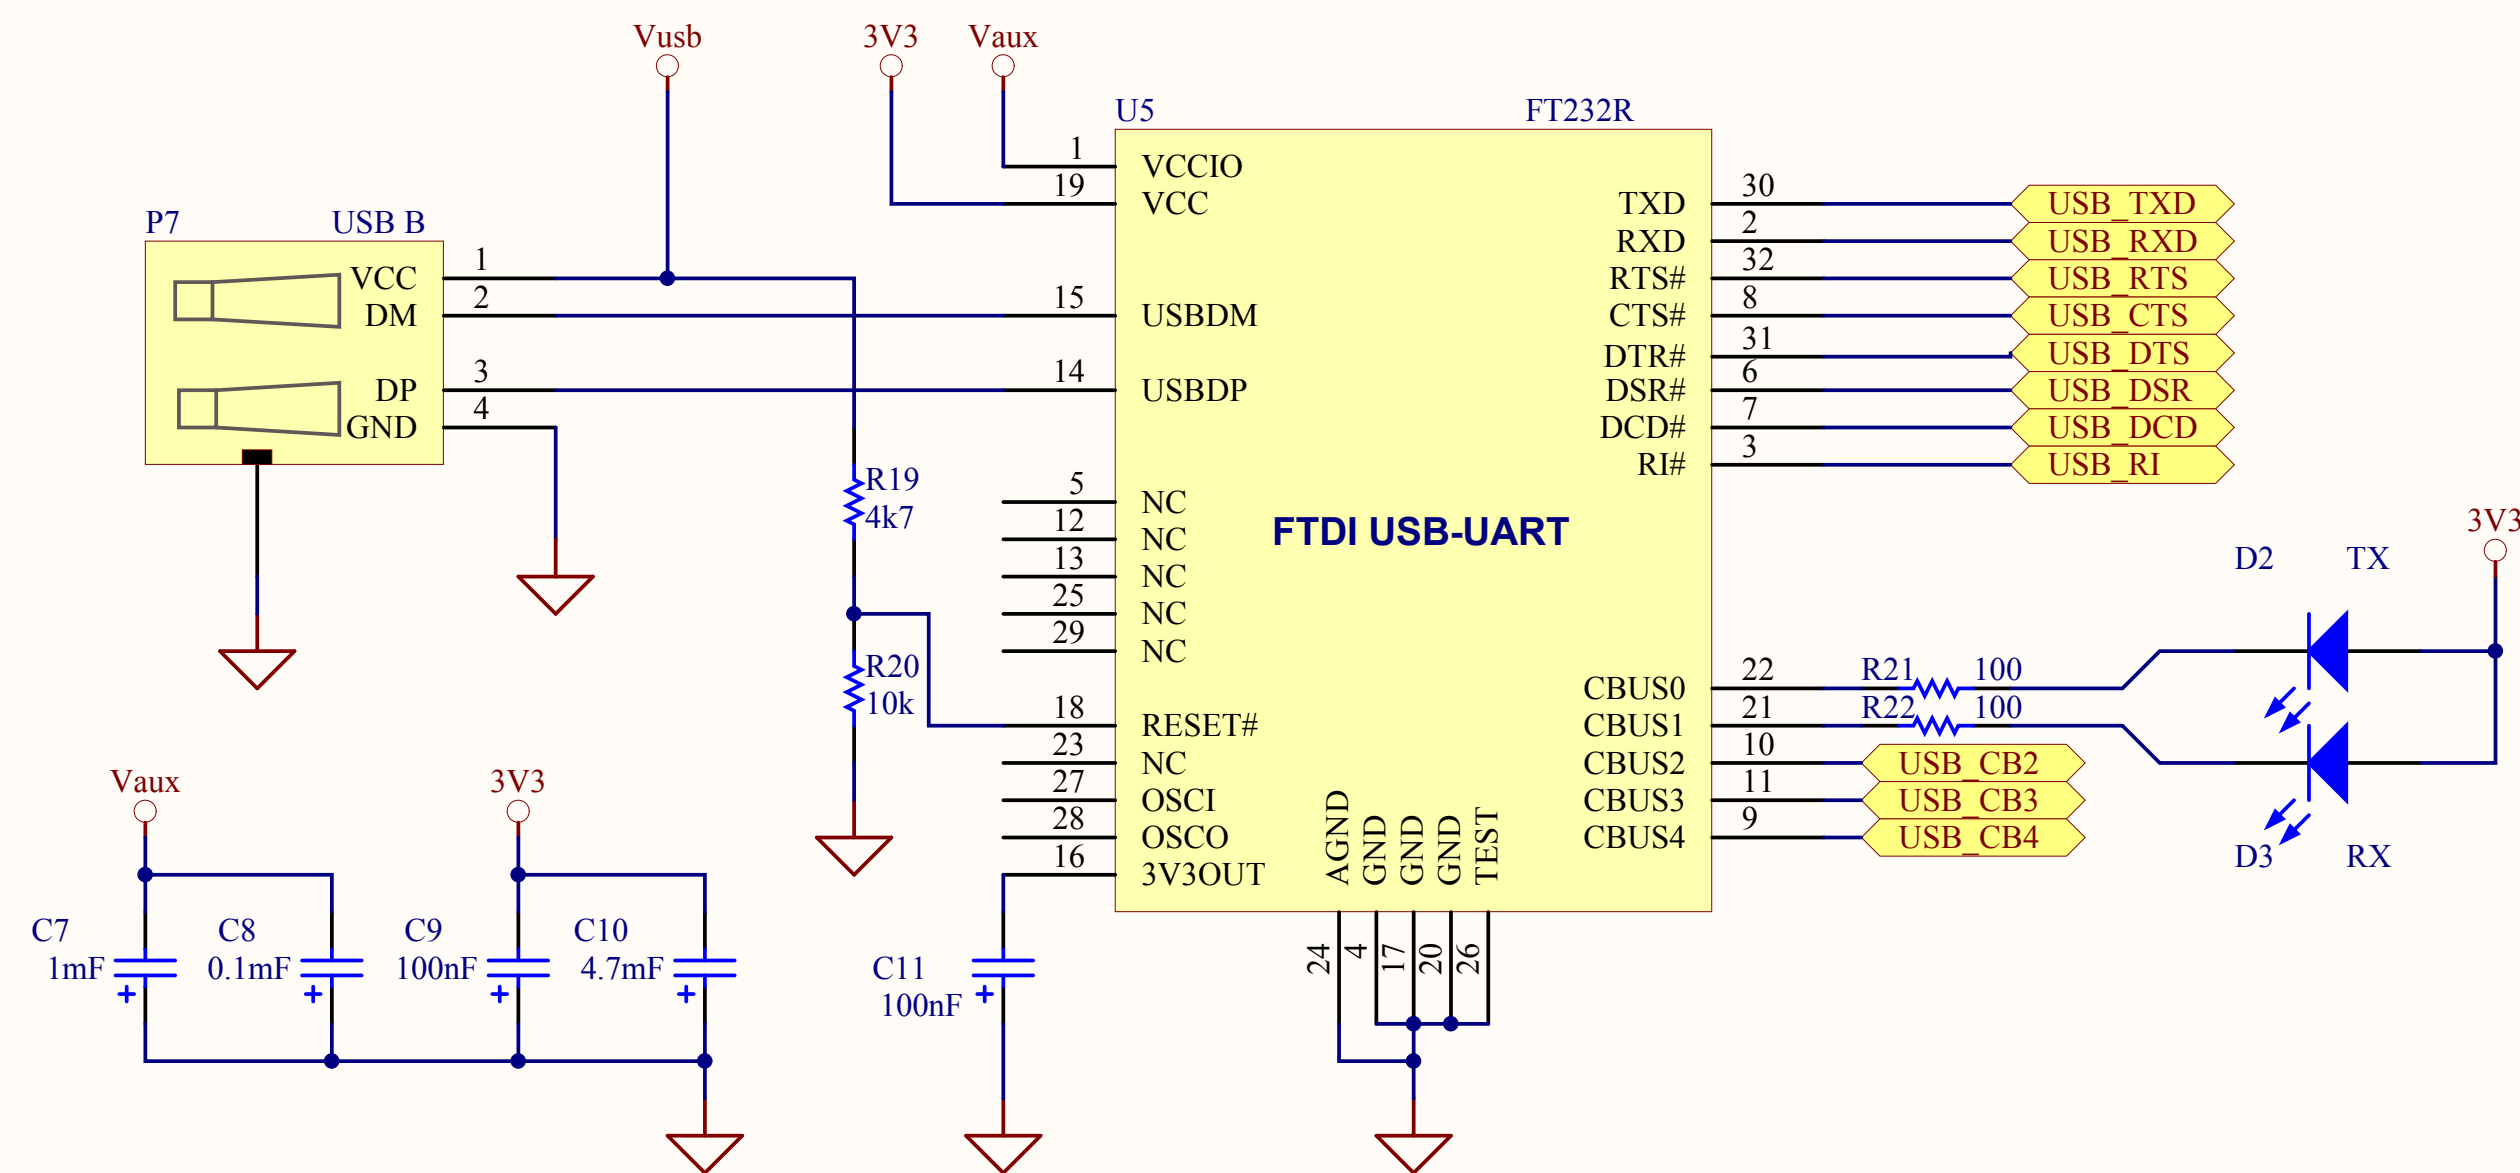 Vusb
3V3
Vaux
U5
FT232R
1
VCCIO
19
VCC
P7
USB B
1
VCC
2
DM
3
DP
4
GND
15
USBDM
14
USBDP
5
NC
12
NC
13
NC
25
NC
29
NC
18
RESET#
23
NC
27
OSCI
28
OSCO
16
3V3OUT
FTDI USB-UART
TXD
30
USB_TXD
RXD
2
USB_RXD
RTS#
32
USB_RTS
CTS#
8
USB_CTS
DTR#
31
USB_DTS
DSR#
6
USB_DSR
DCD#
7
USB_DCD
RI#
3
USB_RI
CBUS0
22
R21
100
CBUS1
21
R22
100
CBUS2
10
USB_CB2
CBUS3
11
USB_CB3
CBUS4
9
USB_CB4
3V3
D2
TX
D3
RX
R19
4k7
R20
10k
AGND
GND
GND
GND
TEST
24
4
17
20
26
Vaux
3V3
C7
1mF
+
C8
0.1mF
+
C9
100nF
+
C10
4.7mF
+
C11
100nF
+